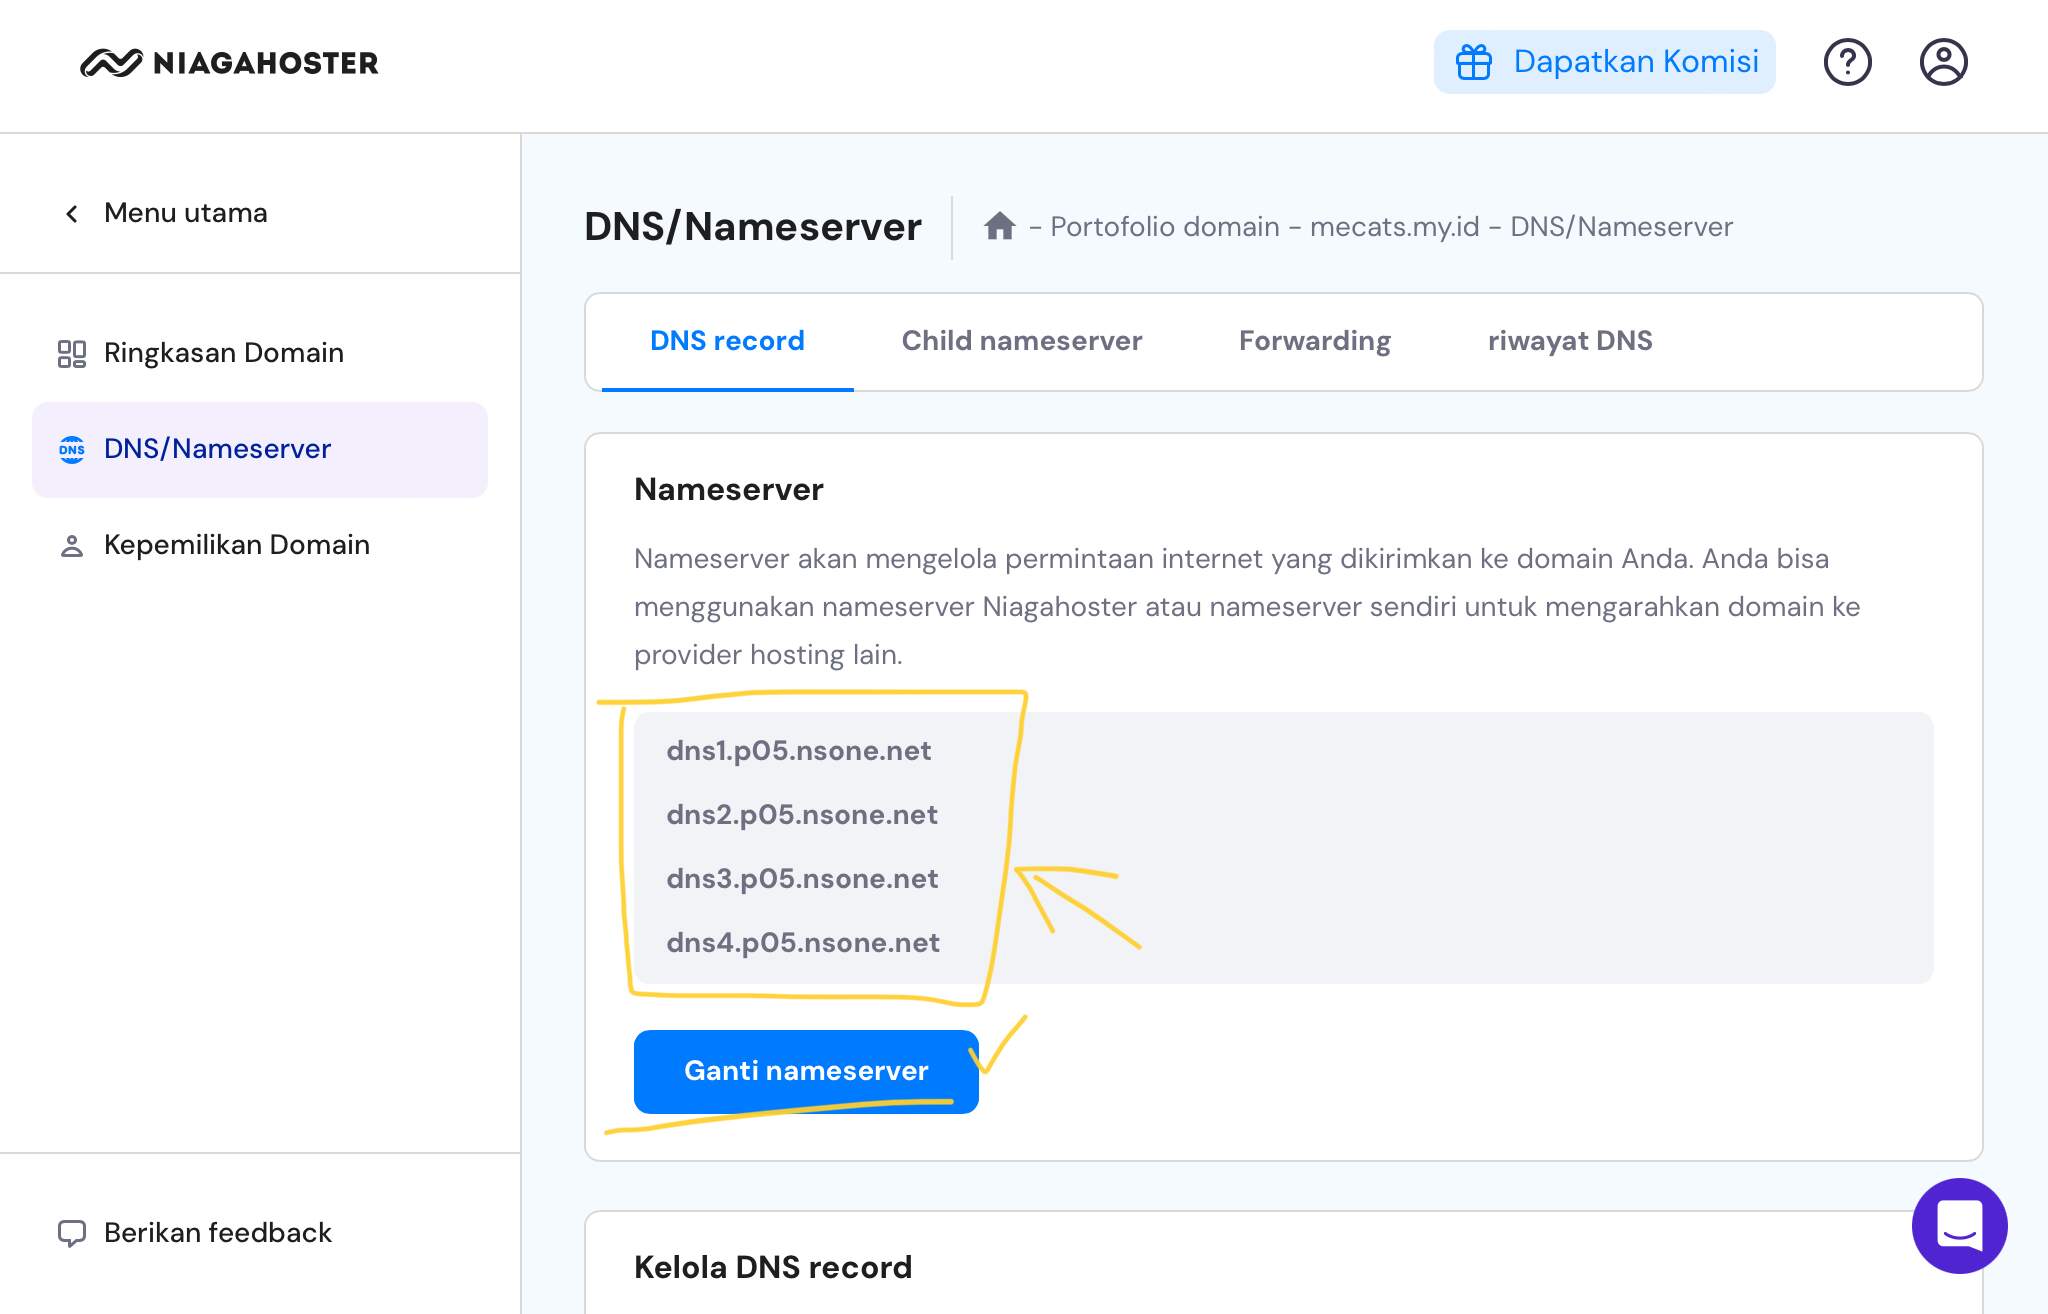 NIAGAHOSTER
Dapatkan Komisi
Menu utama
Ringkasan Domain
DNS
DNS/Nameserver
Kepemilikan Domain
Berikan feedback
DNS/Nameserver
- Portofolio domain - mecats.my.id - DNS/Nameserver
DNS record
Child nameserver
Forwarding
riwayat DNS
Nameserver
Nameserver akan mengelola permintaan internet yang dikirimkan ke domain Anda. Anda bisa
menggunakan nameserver Niagahoster atau nameserver sendiri untuk mengarahkan domain ke
provider hosting lain.
dns1.p05.nsone.net
dns2.p05.nsone.net
dns3.p05.nsone.net
dns4.p05.nsone.net
Ganti nameserver
Kelola DNS record